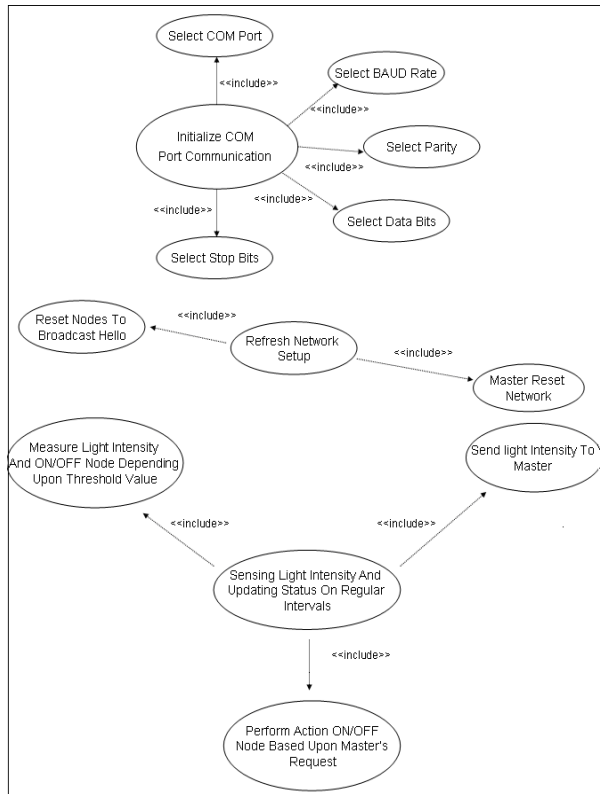 Select COM Port
<<include>>
Select BAUD Rate
<<include>>
Initialize COM
Port Communication
Select Parity
<<include>>
<<include>>
<<include>>
Select Data Bits
Select Stop Bits
<<include>>
Reset Nodes To
Broadcast Hello
Refresh Network
Setup
<<include>>
Master Reset
Network
Measure Light Intensity
And ON/OFF Node Depending
Upon Threshold Value
Send light Intensity To
Master
<<include>>
<<include>>
Sensing Light Intensity And
Updating Status On Regular
Intervals
<<include>>
Perform Action ON/OFF
Node Based Upon Master's
Request